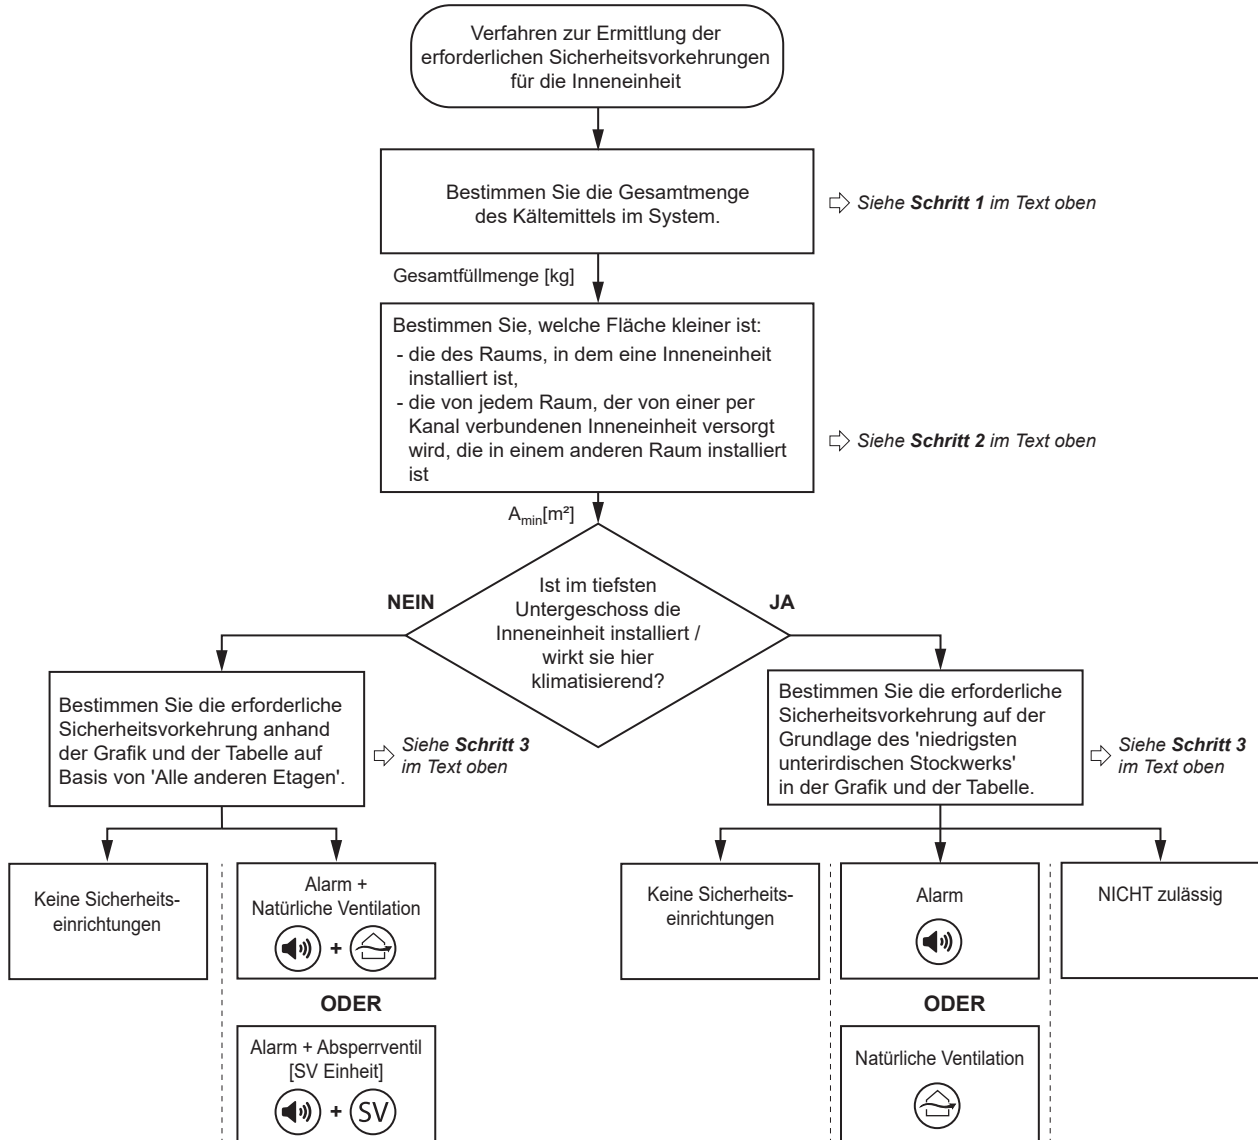 Verfahren zur Ermittlung der
erforderlichen Sicherheitsvorkehrungen
für die Inneneinheit
Bestimmen Sie die Gesamtmenge
des Kältemittels im System.
Siehe Schritt 1 im Text oben
Gesamtfüllmenge [kg]
Bestimmen Sie, welche Fläche kleiner ist:
- die des Raums, in dem eine Inneneinheit
installiert ist,
- die von jedem Raum, der von einer per
Kanal verbundenen Inneneinheit versorgt
wird, die in einem anderen Raum installiert
ist
Siehe Schritt 2 im Text oben
Amin[m²]
Ist im tiefsten
Untergeschoss die
Inneneinheit installiert /
wirkt sie hier
klimatisierend?
NEIN
JA
Bestimmen Sie die erforderliche
Sicherheitsvorkehrung anhand
der Grafik und der Tabelle auf
Basis von 'Alle anderen Etagen'.
Siehe Schritt 3
im Text oben
Bestimmen Sie die erforderliche
Sicherheitsvorkehrung auf der
Grundlage des 'niedrigsten
unterirdischen Stockwerks'
in der Grafik und der Tabelle.
Siehe Schritt 3
im Text oben
Keine Sicherheits-
einrichtungen
Alarm +
Natürliche Ventilation
+
ODER
Alarm + Absperrventil
[SV Einheit]
+ SV
Keine Sicherheits-
einrichtungen
Alarm
ODER
Natürliche Ventilation
NICHT zulässig